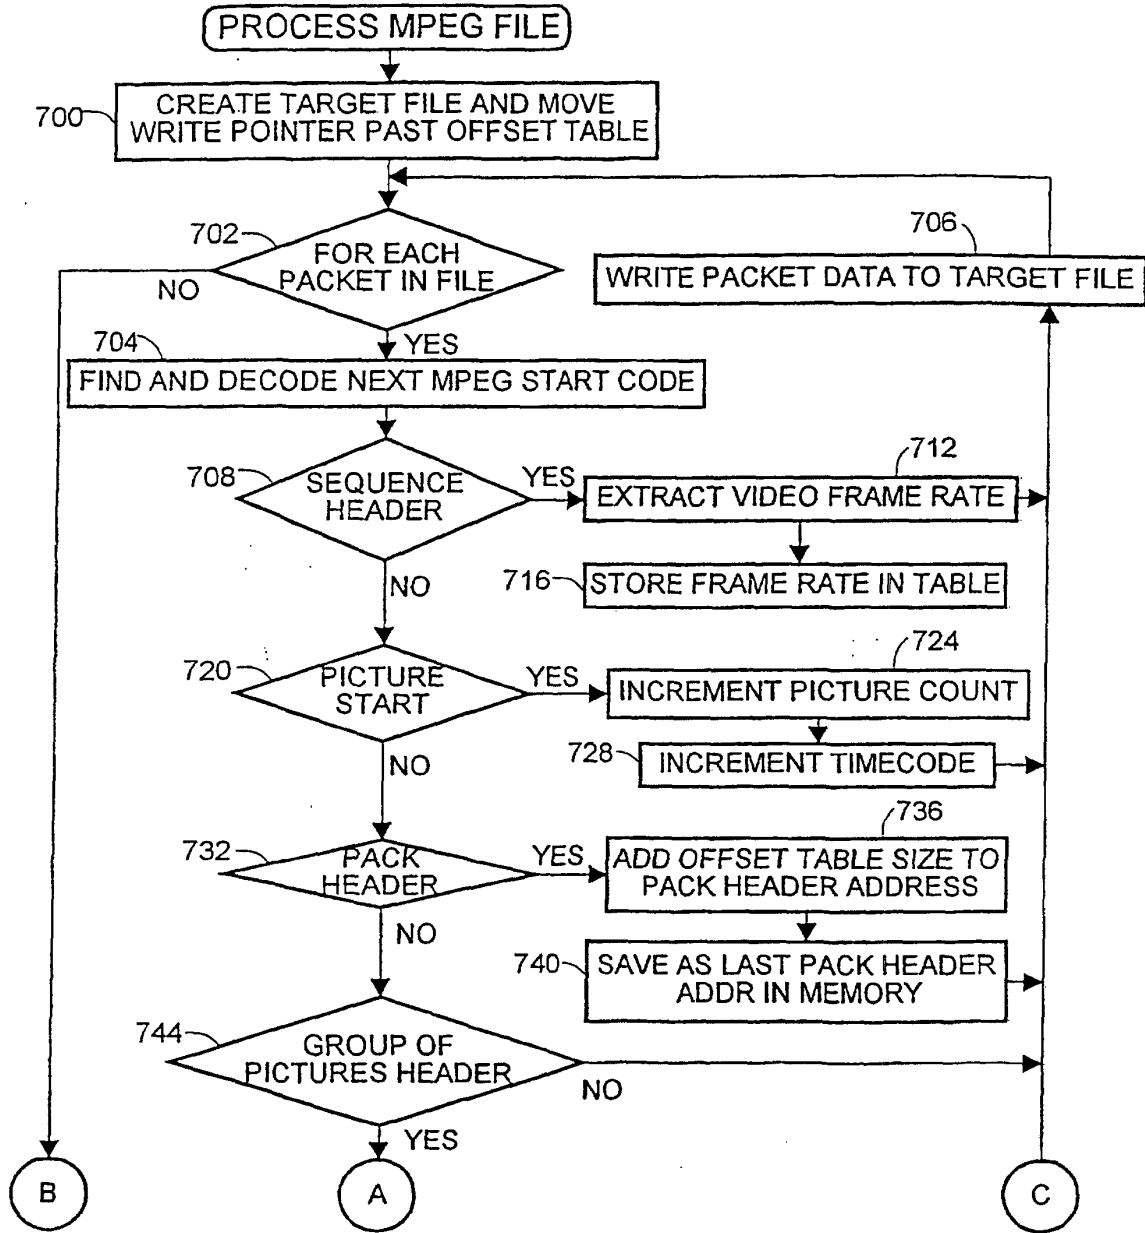 PROCESS MPEG FILE
700
CREATE TARGET FILE AND MOVE
WRITE POINTER PAST OFFSET TABLE
702
FOR EACH
PACKET IN FILE
NO
YES
706
WRITE PACKET DATA TO TARGET FILE
704
FIND AND DECODE NEXT MPEG START CODE
708
SEQUENCE
HEADER
YES
NO
712
EXTRACT VIDEO FRAME RATE
716
STORE FRAME RATE IN TABLE
720
PICTURE
START
YES
NO
724
INCREMENT PICTURE COUNT
728
INCREMENT TIMECODE
732
PACK
HEADER
YES
NO
736
ADD OFFSET TABLE SIZE TO
PACK HEADER ADDRESS
740
SAVE AS LAST PACK HEADER
ADDR IN MEMORY
744
GROUP OF
PICTURES HEADER
NO
YES
B
A
C